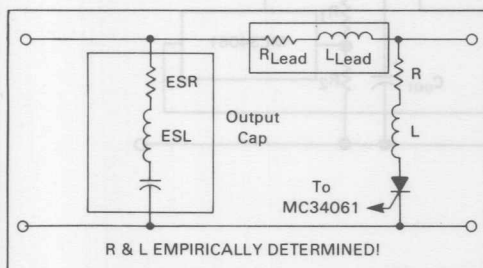 RLead LLead
ESR
R
Output
Cap
ESL
L
To
MC34061
R & L EMPIRICALLY DETERMINED!